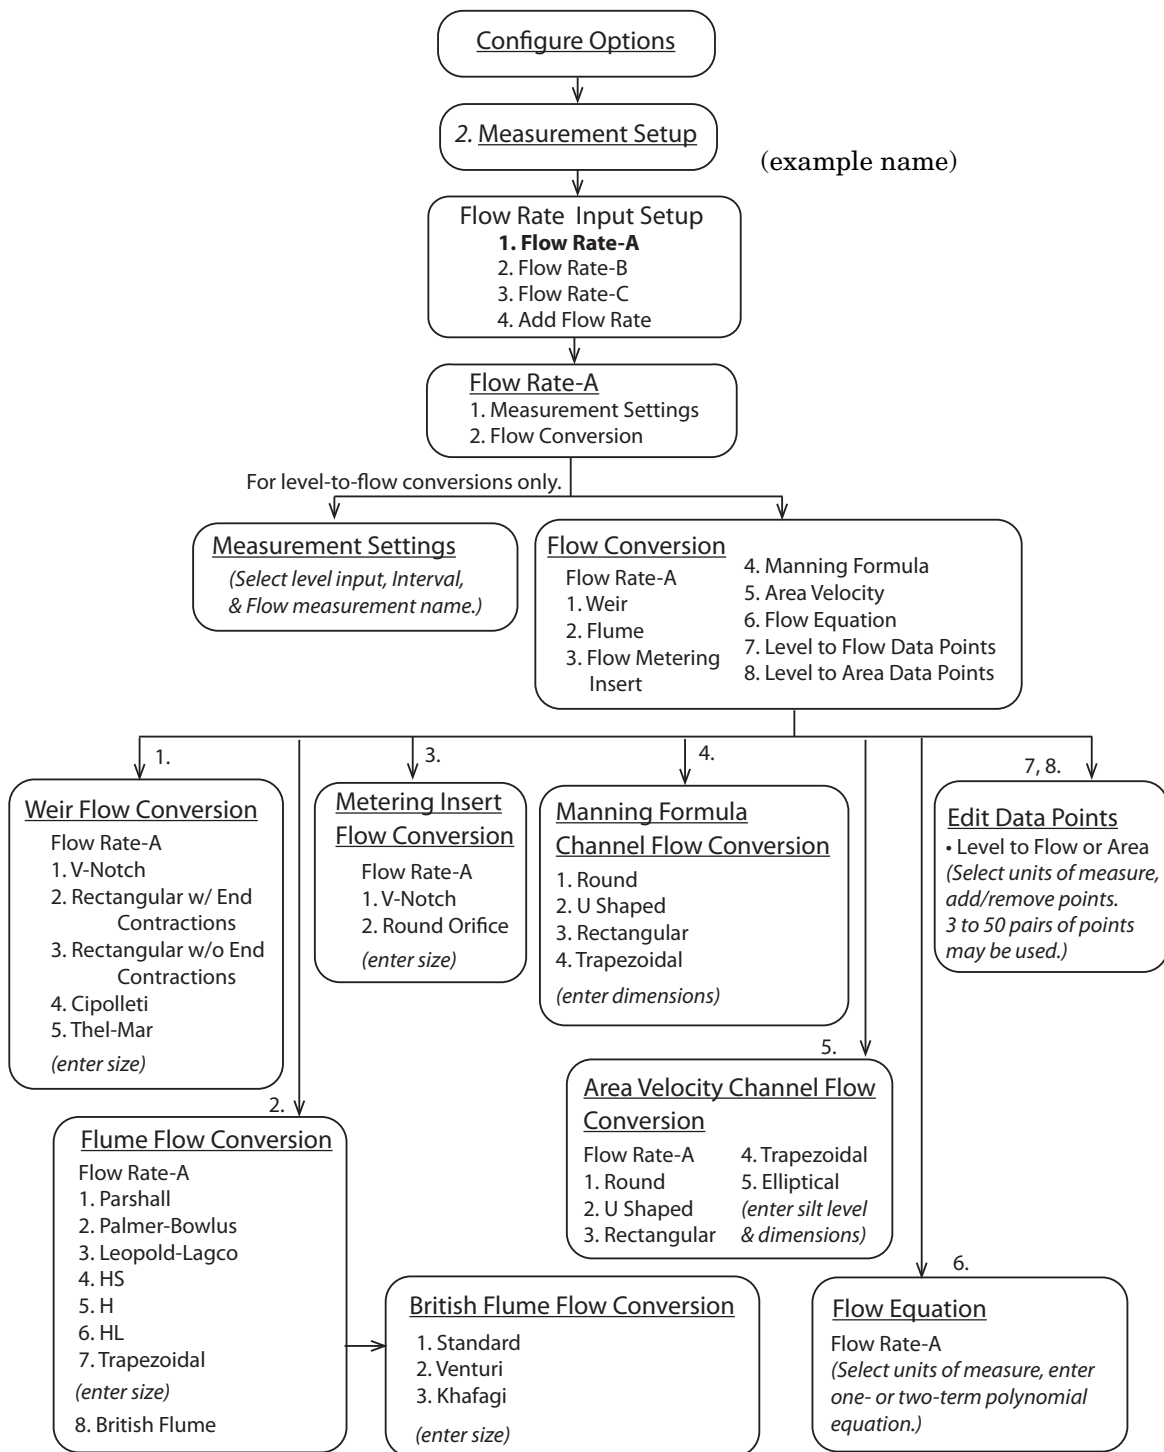 Configure Options
2. Measurement Setup
(example name)
Flow Rate Input Setup
1. Flow Rate-A
2. Flow Rate-B
3. Flow Rate-C
4. Add Flow Rate
Flow Rate-A
1. Measurement Settings
2. Flow Conversion
For level-to-flow conversions only.
Measurement Settings
(Select level input, Interval,
& Flow measurement name.)
Flow Conversion
Flow Rate-A
1. Weir
2. Flume
3. Flow Metering
Insert
4. Manning Formula
5. Area Velocity
6. Flow Equation
7. Level to Flow Data Points
8. Level to Area Data Points
1.
Weir Flow Conversion
Flow Rate-A
1. V-Notch
2. Rectangular w/ End
Contractions
3. Rectangular w/o End
Contractions
4. Cipolleti
5. Thel-Mar
(enter size)
3.
Metering Insert
Flow Conversion
Flow Rate-A
1. V-Notch
2. Round Orifice
(enter size)
4.
Manning Formula
Channel Flow Conversion
1. Round
2. U Shaped
3. Rectangular
4. Trapezoidal
(enter dimensions)
7, 8.
Edit Data Points
• Level to Flow or Area
(Select units of measure,
add/remove points.
3 to 50 pairs of points
may be used.)
5.
Area Velocity Channel Flow
Conversion
Flow Rate-A
1. Round
2. U Shaped
3. Rectangular
4. Trapezoidal
5. Elliptical
(enter silt level
& dimensions)
2.
Flume Flow Conversion
Flow Rate-A
1. Parshall
2. Palmer-Bowlus
3. Leopold-Lagco
4. HS
5. H
6. HL
7. Trapezoidal
(enter size)
8. British Flume
British Flume Flow Conversion
1. Standard
2. Venturi
3. Khafagi
(enter size)
6.
Flow Equation
Flow Rate-A
(Select units of measure, enter
one- or two-term polynomial
equation.)